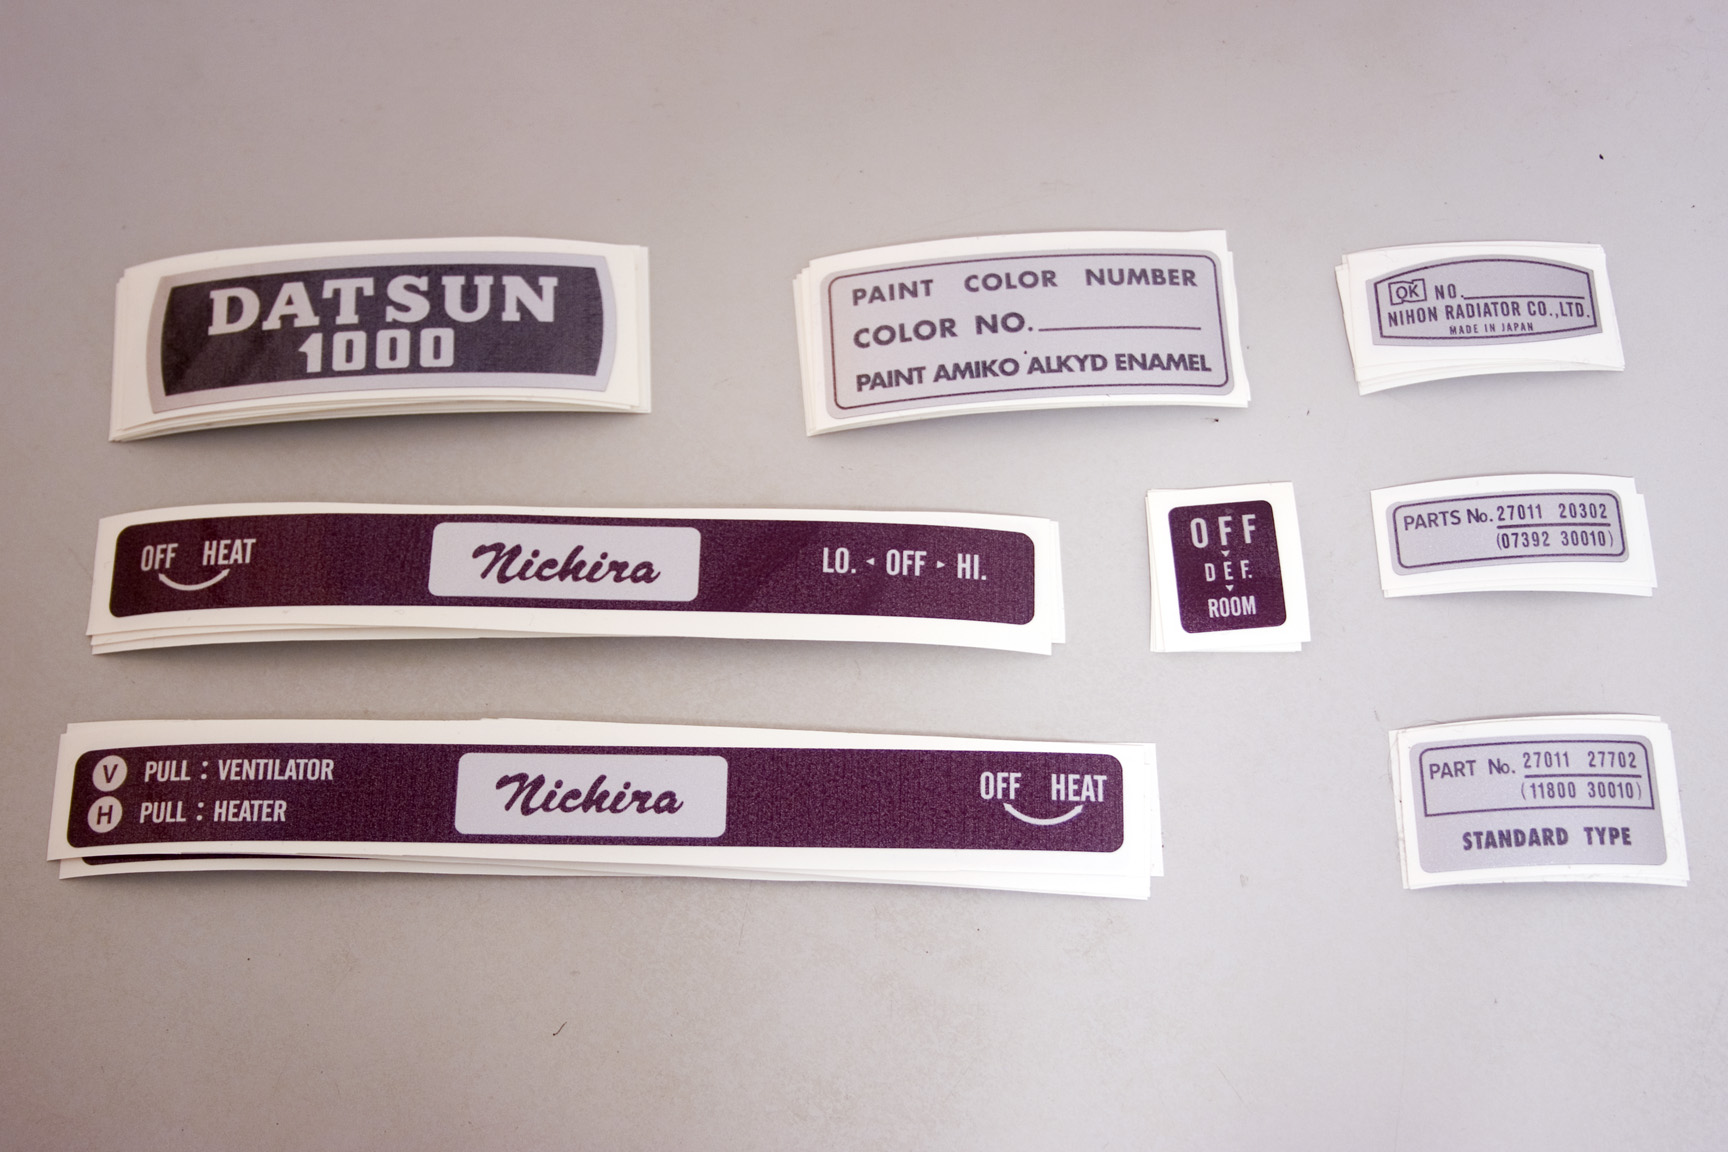 DATSUN
1000
PAINT COLOR NUMBER
COLOR NO.
PAINT AMIKO ALKYD ENAMEL
OK NO.
NIHON RADIATOR CO.,LTD.
MADE IN JAPAN
OFF HEAT
Nichira
LO. OFF HI.
OFF
DEF.
ROOM
PARTS No. 27011 20302
(07392 30010)
V PULL : VENTILATOR
H PULL : HEATER
Nichira
OFF HEAT
PART No. 27011 27702
(11800 30010)
STANDARD TYPE